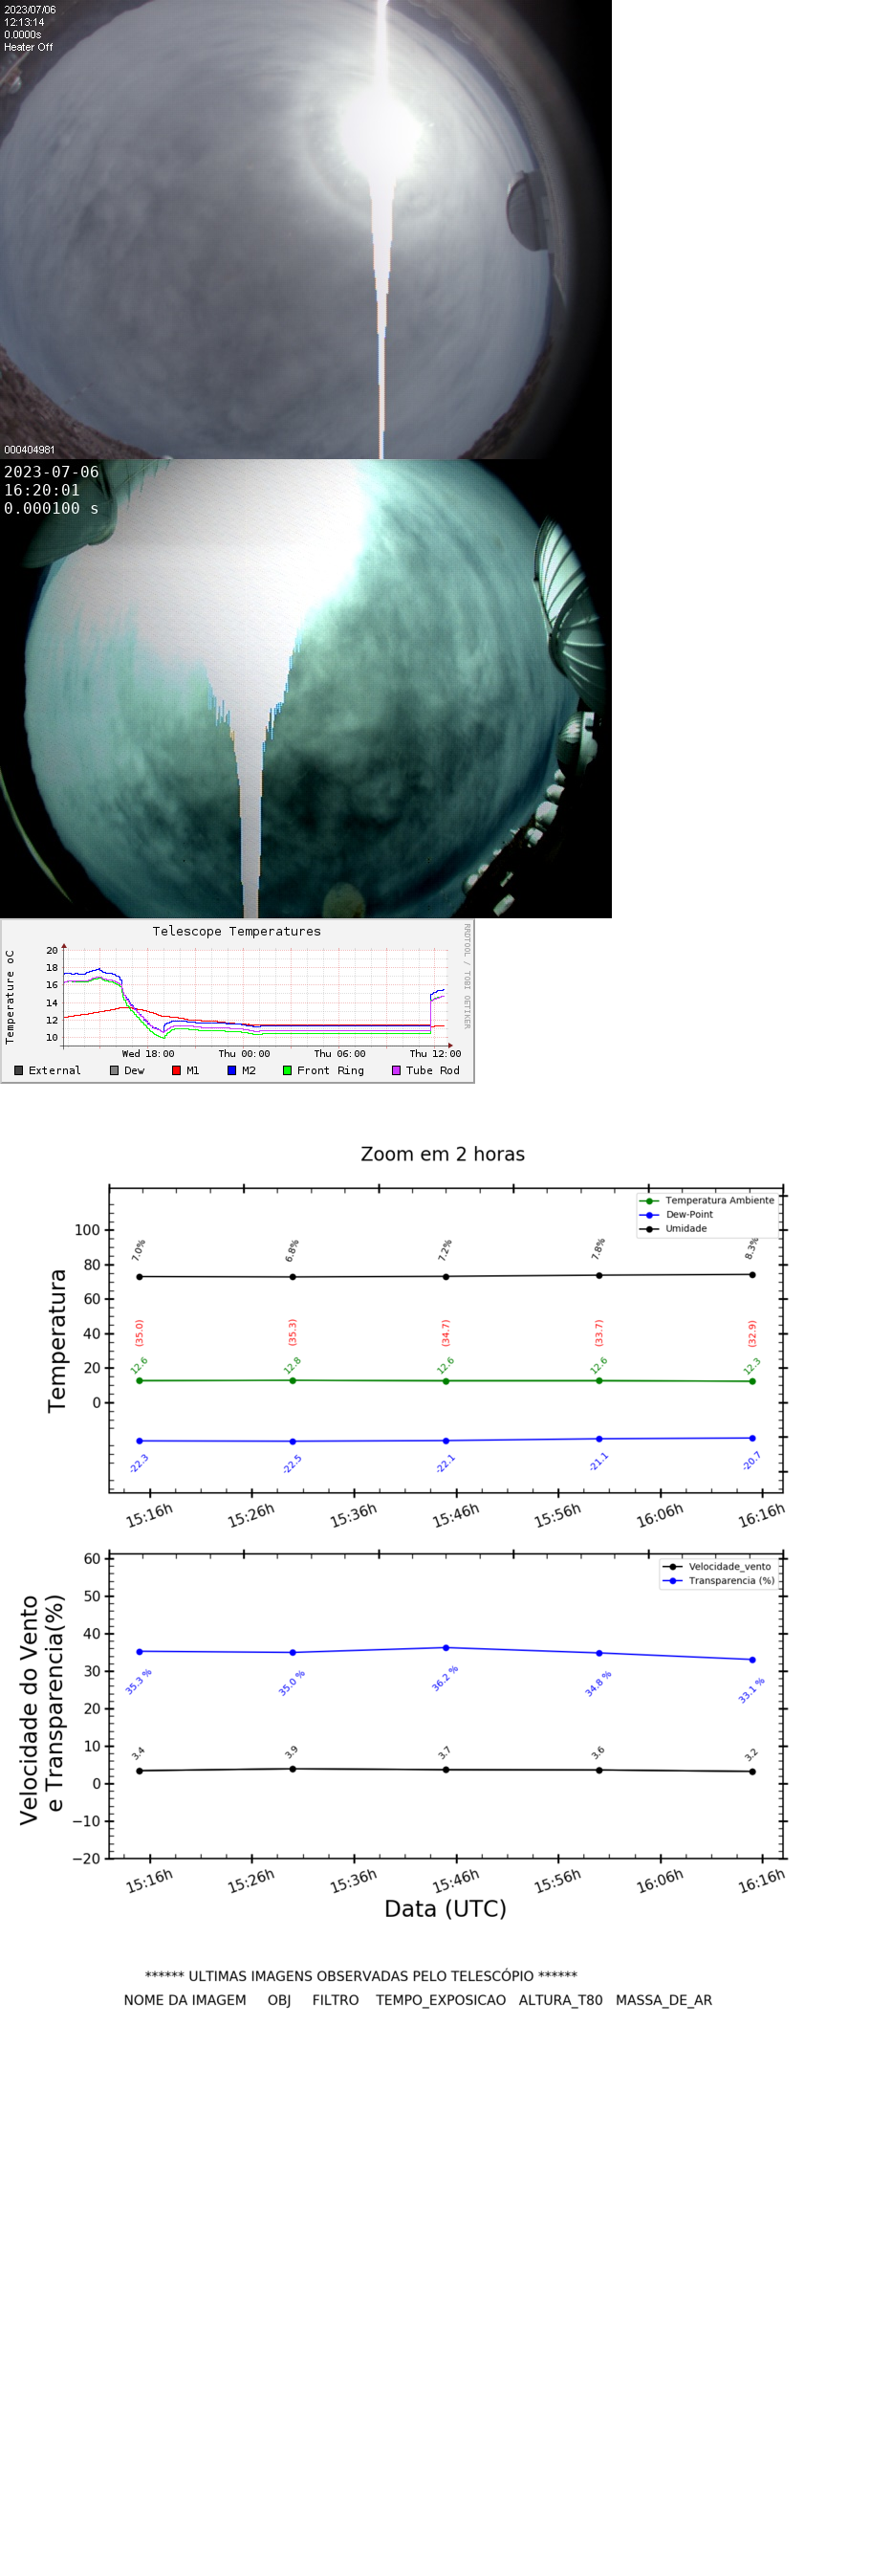 2023/07/06
12:13:14
0.0000s
Heater Off
000404981
2023-07-06
16:20:01
0.000100 s
Telescope Temperatures
RRDTOOL / TOBI OETIKER
Temperature oC
20
18
16
14
12
10
Wed 18:00 Thu 00:00 Thu 06:00 Thu 12:00
External Dew M1 M2 Front Ring Tube Rod
Zoom em 2 horas
Temperatura Ambiente
Dew-Point
Umidade
Temperatura
100
80
60
40
20
0
7.0% 6.8% 7.2% 7.8% 8.3%
(35.0) (35.3) (34.7) (33.7) (32.9)
12.6 12.8 12.6 12.6 12.3
-22.3 -22.5 -22.1 -21.1 -20.7
15:16h 15:26h 15:36h 15:46h 15:56h 16:06h 16:16h
Velocidade_vento
Transparencia (%)
Velocidade do Vento
e Transparencia(%)
60
50
40
30
20
10
0
−10
−20
35.3 % 35.0 % 36.2 % 34.8 % 33.1 %
3.4 3.9 3.7 3.6 3.2
15:16h 15:26h 15:36h 15:46h 15:56h 16:06h 16:16h
Data (UTC)
****** ULTIMAS IMAGENS OBSERVADAS PELO TELESCÓPIO ******
NOME DA IMAGEM OBJ FILTRO TEMPO_EXPOSICAO ALTURA_T80 MASSA_DE_AR